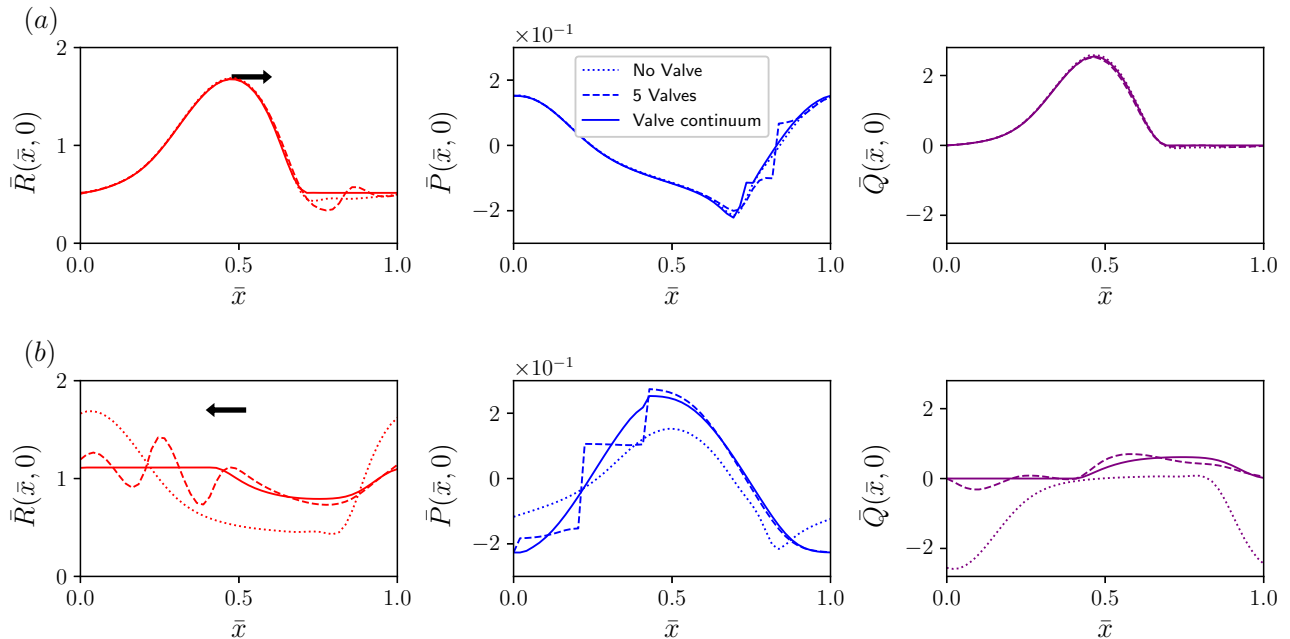 (a)
×10⁻¹
R̄(x̄, 0)
2
1
0
0.0 0.5 1.0
x̄
P̄(x̄, 0)
2
0
−2
No Valve
5 Valves
Valve continuum
0.0 0.5 1.0
x̄
Q̄(x̄, 0)
2
0
−2
0.0 0.5 1.0
x̄
(b)
×10⁻¹
R̄(x̄, 0)
2
1
0
0.0 0.5 1.0
x̄
P̄(x̄, 0)
2
0
−2
0.0 0.5 1.0
x̄
Q̄(x̄, 0)
2
0
−2
0.0 0.5 1.0
x̄